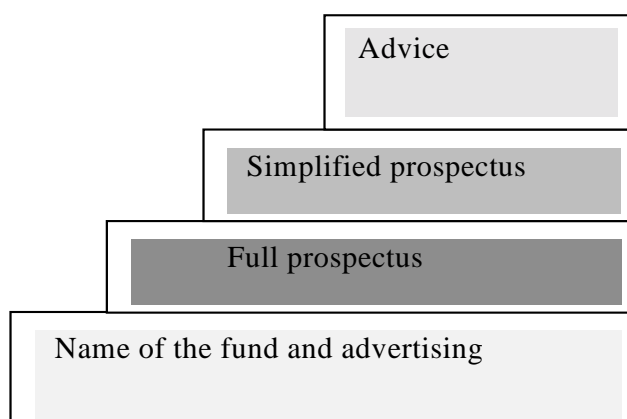 Advice
Simplified prospectus
Full prospectus
Name of the fund and advertising